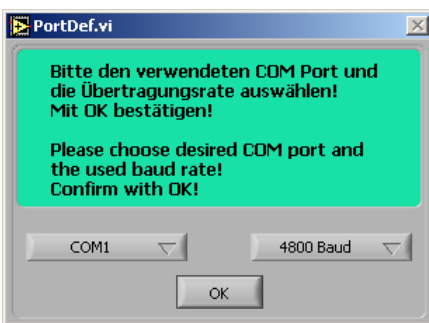 PortDef.vi
Bitte den verwendeten COM Port und
die Übertragungsrate auswählen!
Mit OK bestätigen!
Please choose desired COM port and
the used baud rate!
Confirm with OK!
COM1
4800 Baud
OK